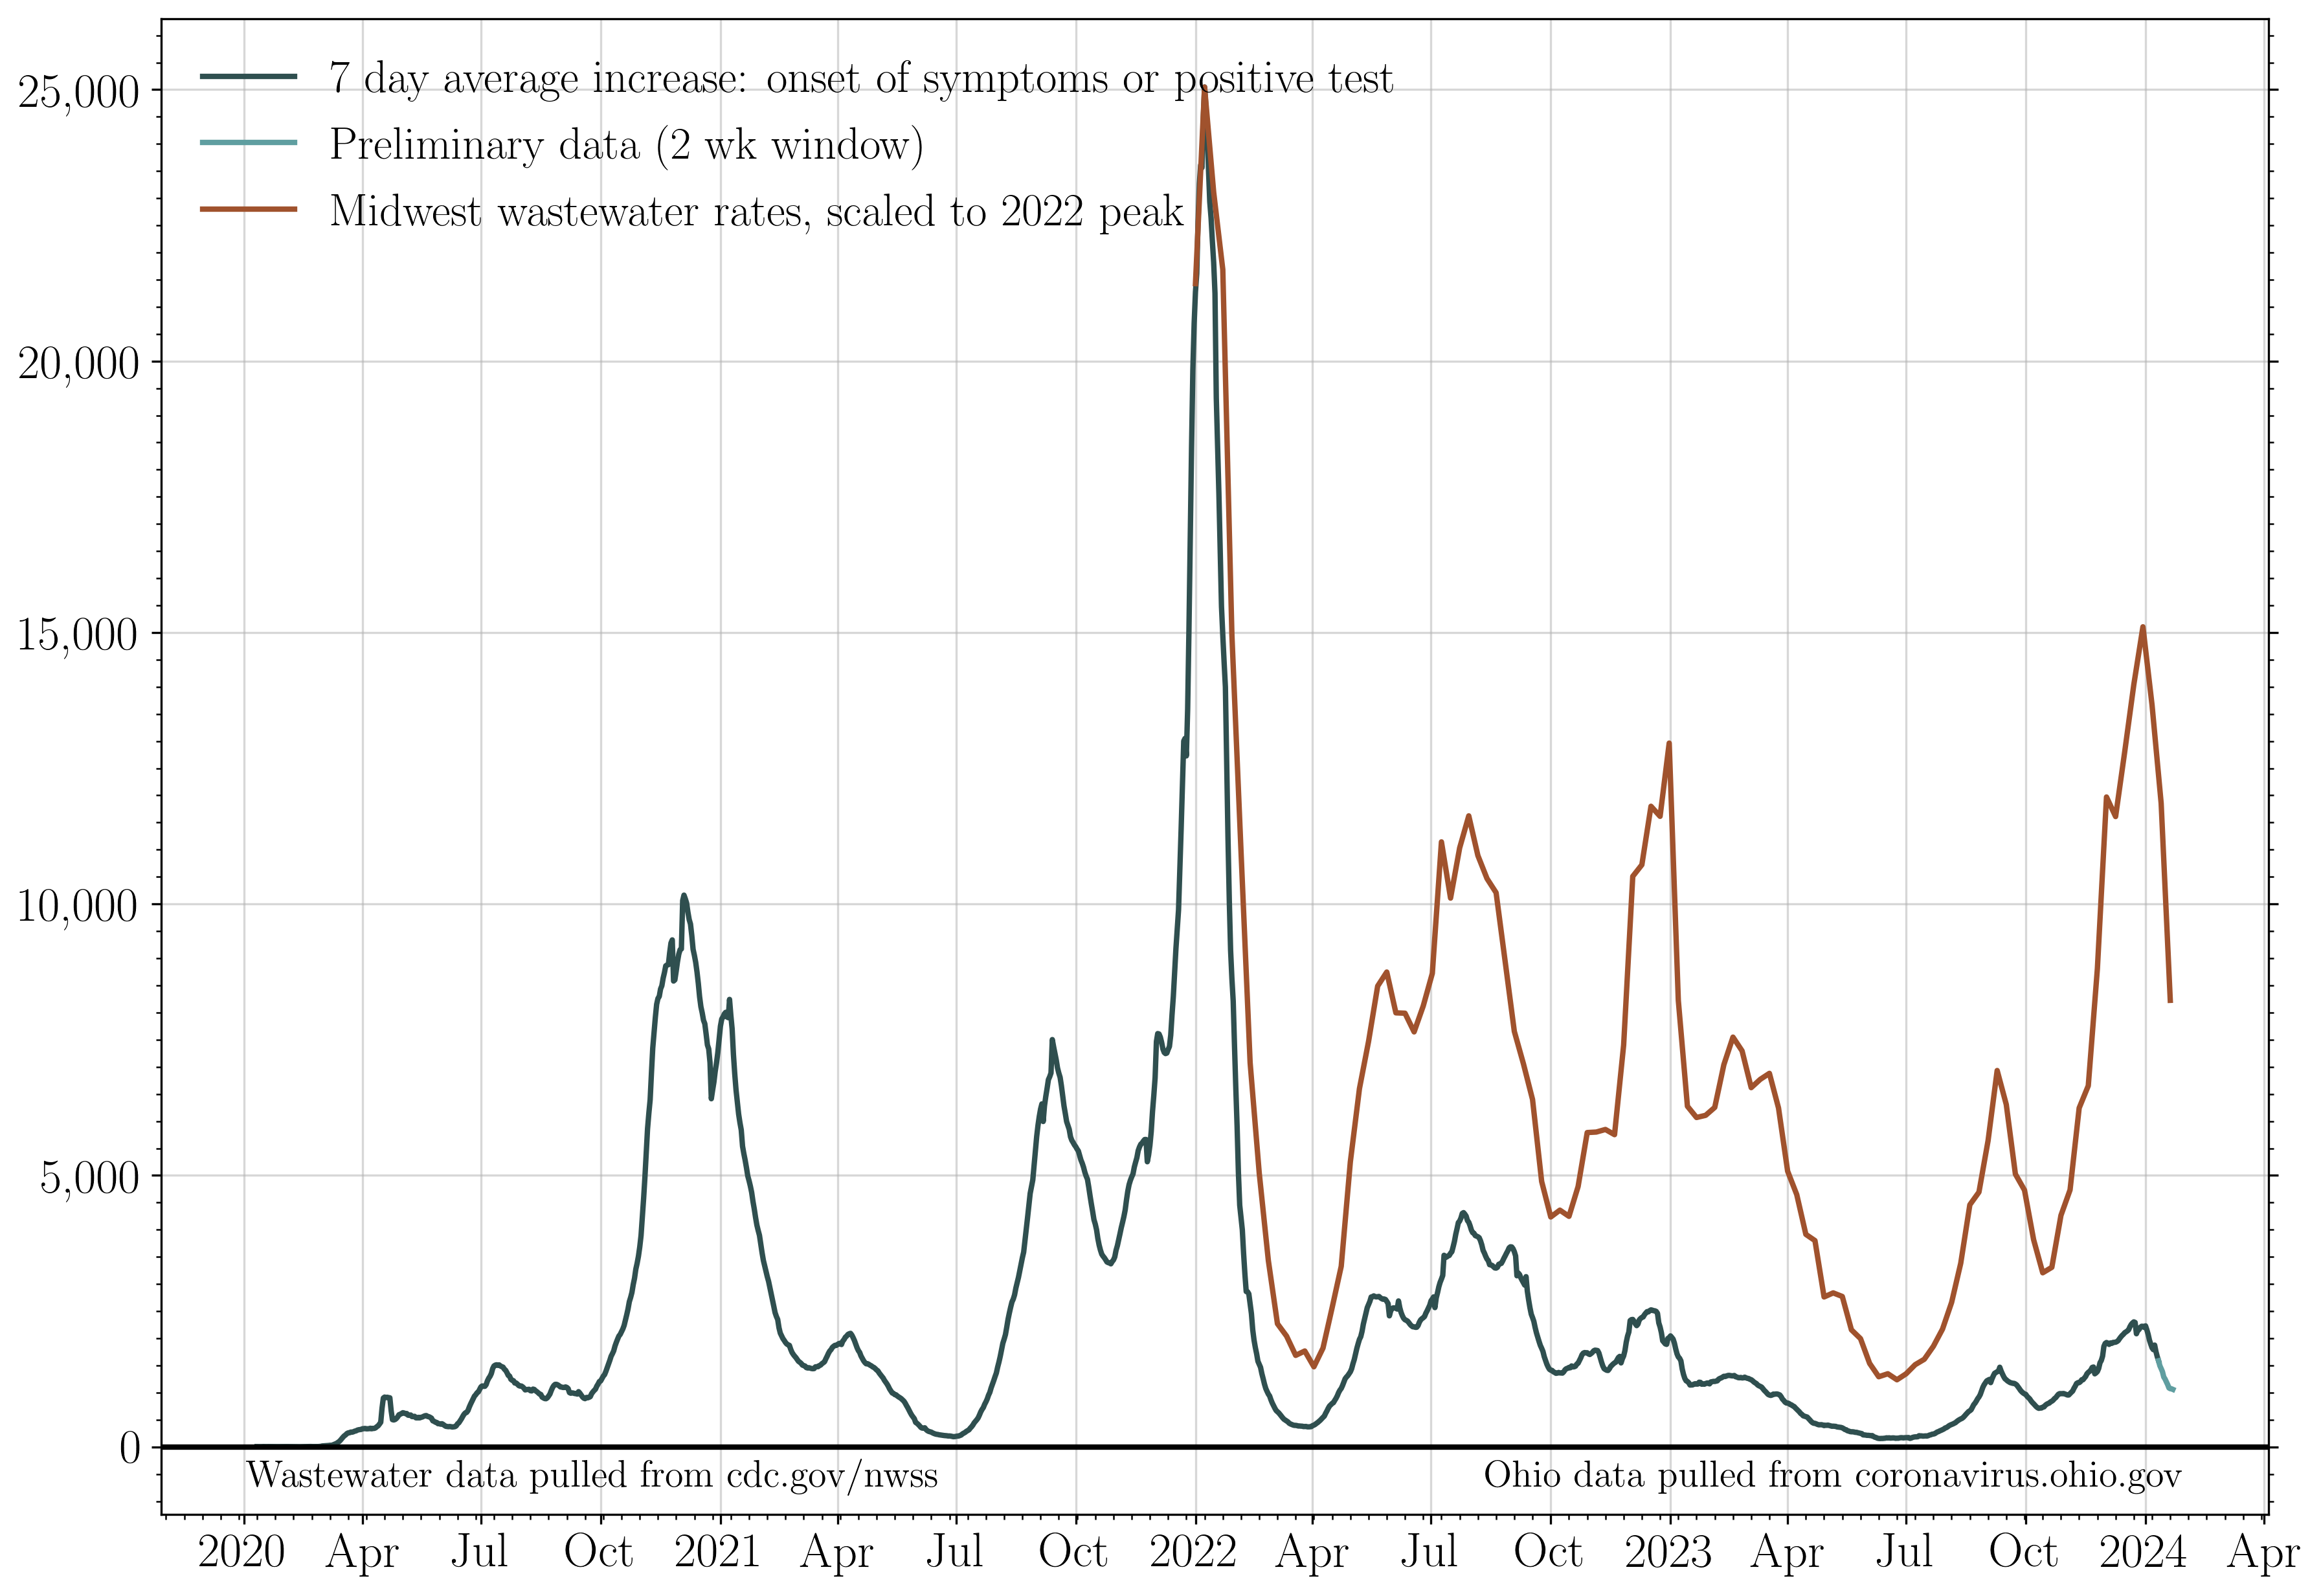 25,000
20,000
15,000
10,000
5,000
0
7 day average increase: onset of symptoms or positive test
Preliminary data (2 wk window)
Midwest wastewater rates, scaled to 2022 peak
Wastewater data pulled from cdc.gov/nwss
Ohio data pulled from coronavirus.ohio.gov
2020 Apr Jul Oct 2021 Apr Jul Oct 2022 Apr Jul Oct 2023 Apr Jul Oct 2024 Apr